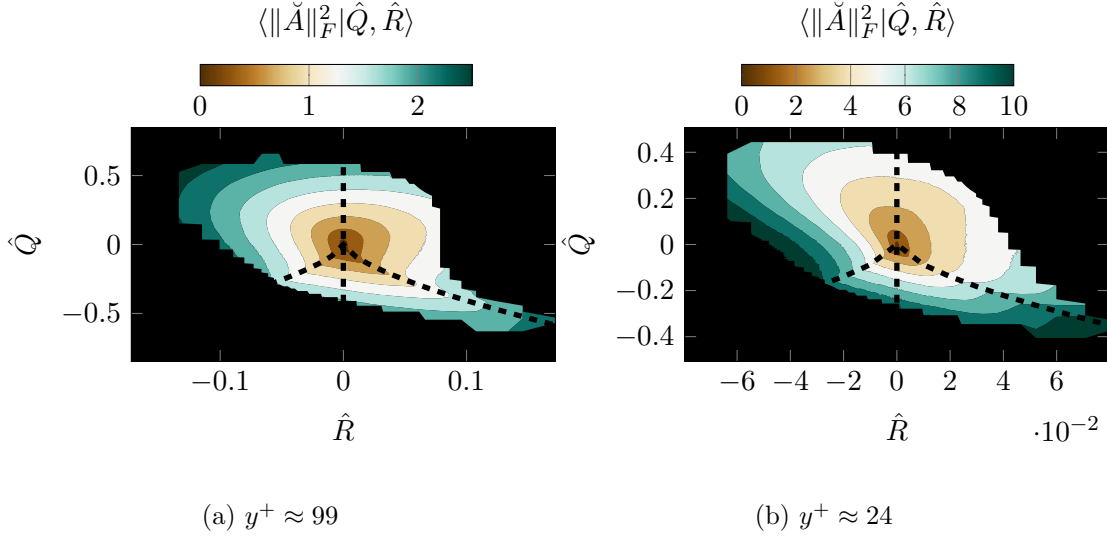 ⟨‖Ă‖²_F|Q̂, R̂⟩
0 1 2
0.5
0
−0.5
Q̂
−0.1 0 0.1
R̂
(a) y⁺ ≈ 99
⟨‖Ă‖²_F|Q̂, R̂⟩
0 2 4 6 8 10
0.4
0.2
0
−0.2
−0.4
Q̂
−6 −4 −2 0 2 4 6
R̂
·10⁻²
(b) y⁺ ≈ 24